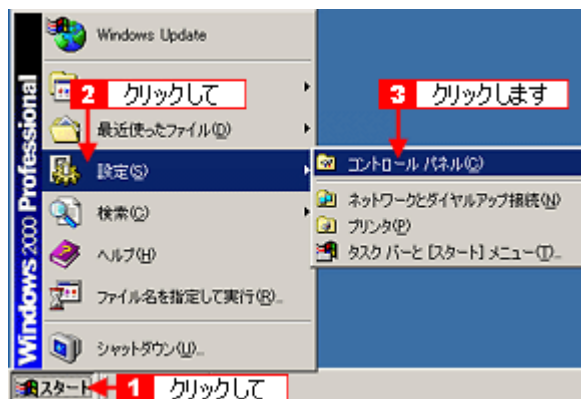 Windows Update
2 クリックして
最近使ったファイル(D)
設定(S)
検索(C)
ヘルプ(H)
ファイル名を指定して実行(R)...
シャットダウン(U)...
Windows 2000 Professional
スタート
1 クリックして
3 クリックします
コントロール パネル(C)
ネットワークとダイヤルアップ接続(N)
プリンタ(P)
タスク バーと [スタート] メニュー(T)...